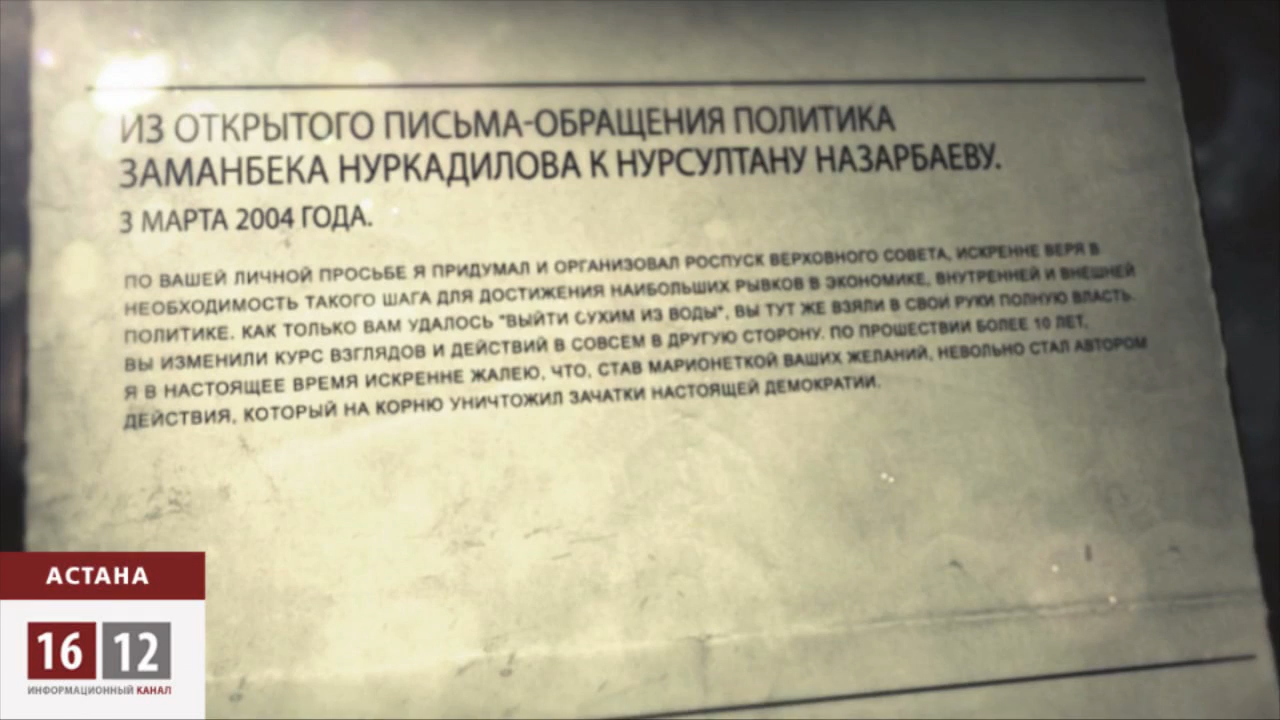 ИЗ ОТКРЫТОГО ПИСЬМА-ОБРАЩЕНИЯ ПОЛИТИКА
ЗАМАНБЕКА НУРКАДИЛОВА К НУРСУЛТАНУ НАЗАРБАЕВУ.
3 МАРТА 2004 ГОДА.
ПО ВАШЕЙ ЛИЧНОЙ ПРОСЬБЕ Я ПРИДУМАЛ И ОРГАНИЗОВАЛ РОСПУСК ВЕРХОВНОГО СОВЕТА, ИСКРЕННЕ ВЕРЯ В
НЕОБХОДИМОСТЬ ТАКОГО ШАГА ДЛЯ ДОСТИЖЕНИЯ НАИБОЛЬШИХ РЫВКОВ В ЭКОНОМИКЕ, ВНУТРЕННЕЙ И ВНЕШНЕЙ
ПОЛИТИКЕ. КАК ТОЛЬКО ВАМ УДАЛОСЬ "ВЫЙТИ СУХИМ ИЗ ВОДЫ", ВЫ ТУТ ЖЕ ВЗЯЛИ В СВОИ РУКИ ПОЛНУЮ ВЛАСТЬ.
ВЫ ИЗМЕНИЛИ КУРС ВЗГЛЯДОВ И ДЕЙСТВИЙ В СОВСЕМ В ДРУГУЮ СТОРОНУ. ПО ПРОШЕСТВИИ БОЛЕЕ 10 ЛЕТ,
Я В НАСТОЯЩЕЕ ВРЕМЯ ИСКРЕННЕ ЖАЛЕЮ, ЧТО, СТАВ МАРИОНЕТКОЙ ВАШИХ ЖЕЛАНИЙ, НЕВОЛЬНО СТАЛ АВТОРОМ
ДЕЙСТВИЯ, КОТОРЫЙ НА КОРНЮ УНИЧТОЖИЛ ЗАЧАТКИ НАСТОЯЩЕЙ ДЕМОКРАТИИ.
АСТАНА
16 12
ИНФОРМАЦИОННЫЙ КАНАЛ